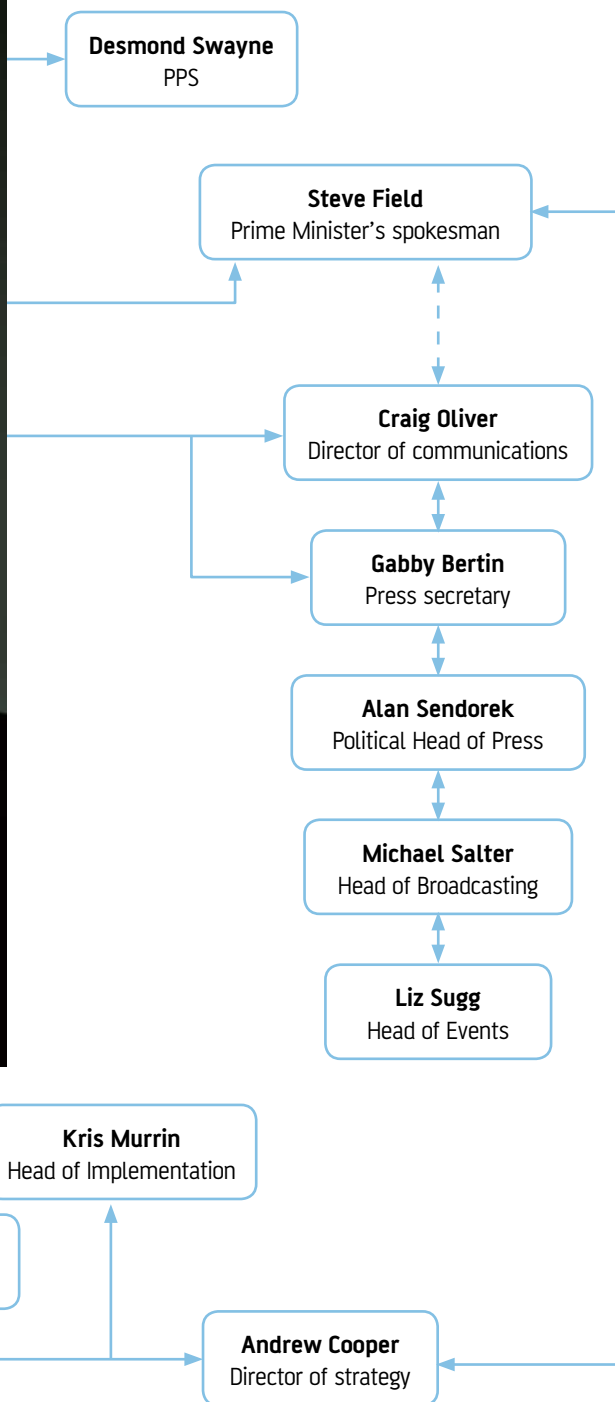 Desmond Swayne
PPS
Steve Field
Prime Minister's spokesman
Craig Oliver
Director of communications
Gabby Bertin
Press secretary
Alan Sendorek
Political Head of Press
Michael Salter
Head of Broadcasting
Liz Sugg
Head of Events
Kris Murrin
Head of Implementation
Andrew Cooper
Director of strategy